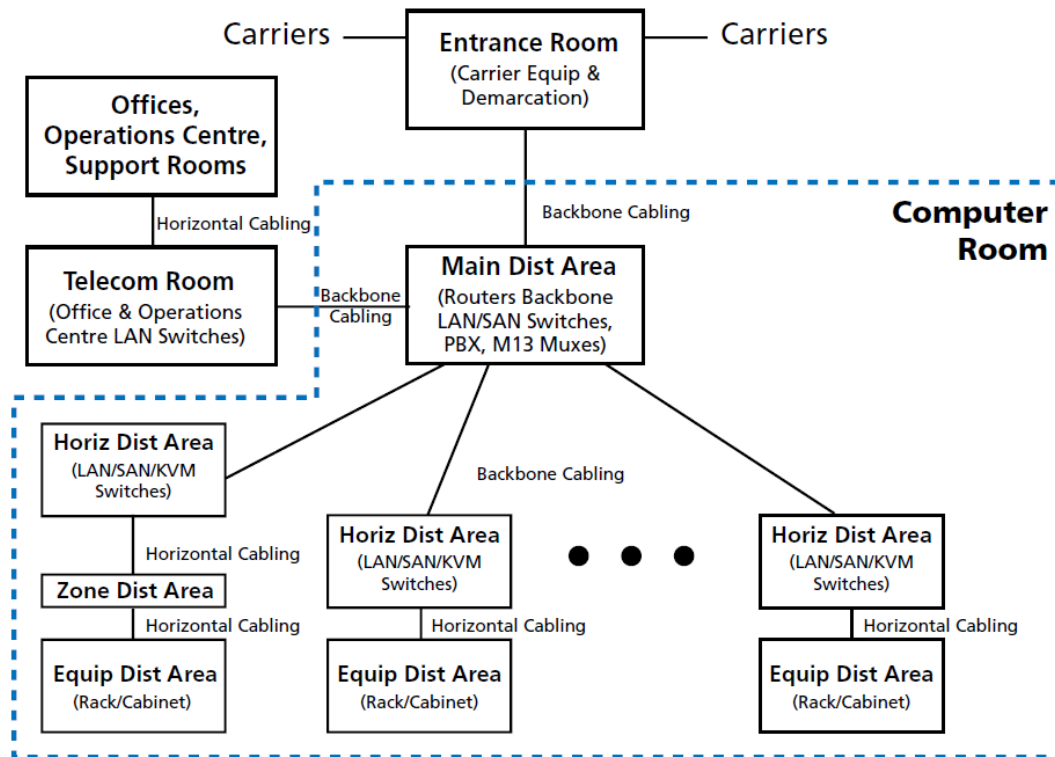 Carriers
Entrance Room
(Carrier Equip &
Demarcation)
Carriers
Offices,
Operations Centre,
Support Rooms
Horizontal Cabling
Backbone Cabling
Computer
Room
Telecom Room
(Office & Operations
Centre LAN Switches)
Backbone
Cabling
Main Dist Area
(Routers Backbone
LAN/SAN Switches,
PBX, M13 Muxes)
Horiz Dist Area
(LAN/SAN/KVM
Switches)
Backbone Cabling
Horiz Dist Area
(LAN/SAN/KVM
Switches)
Horiz Dist Area
(LAN/SAN/KVM
Switches)
Horizontal Cabling
Zone Dist Area
Horizontal Cabling
Horizontal Cabling
Horizontal Cabling
Equip Dist Area
(Rack/Cabinet)
Equip Dist Area
(Rack/Cabinet)
Equip Dist Area
(Rack/Cabinet)